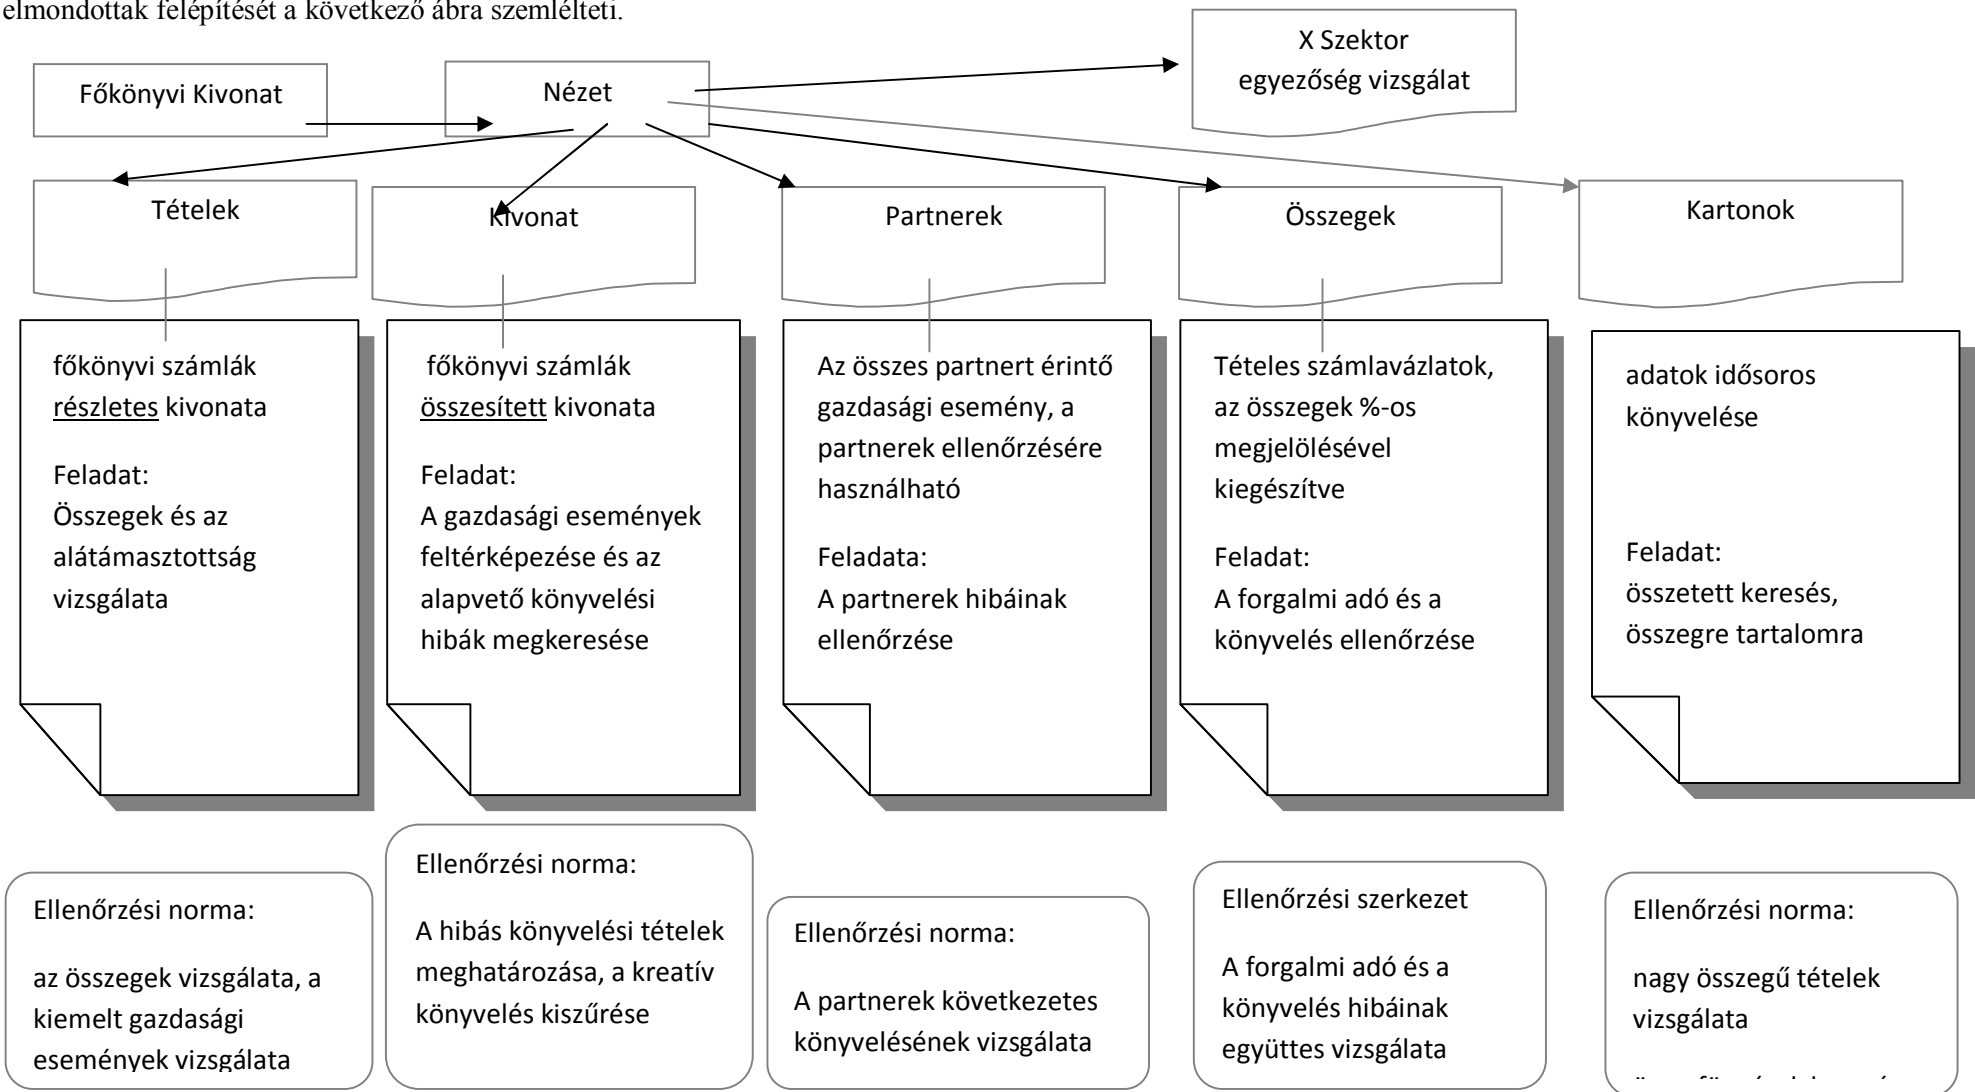 elmondottak felépítését a következő ábra szemlélteti.
X Szektor
egyezőség vizsgálat
Főkönyvi Kivonat
Nézet
Tételek
Kivonat
Partnerek
Összegek
Kartonok
főkönyvi számlák
részletes kivonata
Feladat:
Összegek és az
alátámasztottság
vizsgálata
főkönyvi számlák
összesített kivonata
Feladat:
A gazdasági események
feltérképezése és az
alapvető könyvelési
hibák megkeresése
Az összes partnert érintő
gazdasági esemény, a
partnerek ellenőrzésére
használható
Feladata:
A partnerek hibáinak
ellenőrzése
Tételes számlavázlatok,
az összegek %-os
megjelölésével
kiegészítve
Feladat:
A forgalmi adó és a
könyvelés ellenőrzése
adatok idősoros
könyvelése
Feladat:
összetett keresés,
összegre tartalomra
Ellenőrzési norma:
az összegek vizsgálata, a
kiemelt gazdasági
események vizsgálata
Ellenőrzési norma:
A hibás könyvelési tételek
meghatározása, a kreatív
könyvelés kiszűrése
Ellenőrzési norma:
A partnerek következetes
könyvelésének vizsgálata
Ellenőrzési szerkezet
A forgalmi adó és a
könyvelés hibáinak
együttes vizsgálata
Ellenőrzési norma:
nagy összegű tételek
vizsgálata